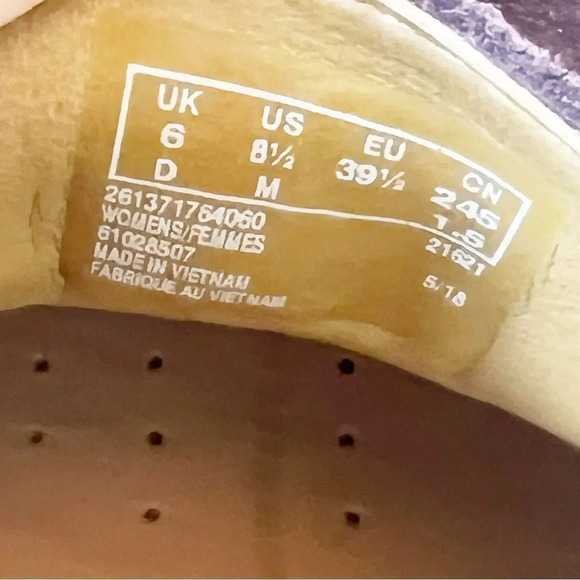 UK US EU CN
6 8½ 39½ 245
D M 1.5
261371764060 21621
WOMENS/FEMMES
61028507 5/18
MADE IN VIETNAM
FABRIQUE AU VIETNAM